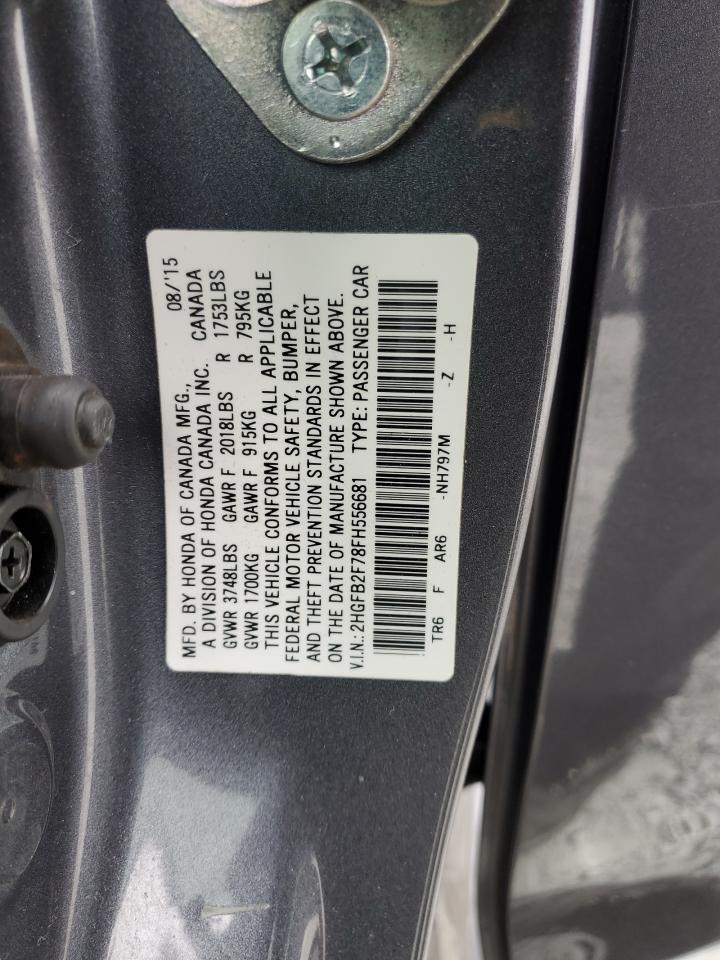 MFD. BY HONDA OF CANADA MFG., 08/'15
A DIVISION OF HONDA CANADA INC. CANADA
GVWR 3748LBS GAWR F 2018LBS R 1753LBS
GVWR 1700KG GAWR F 915KG R 795KG
THIS VEHICLE CONFORMS TO ALL APPLICABLE
FEDERAL MOTOR VEHICLE SAFETY, BUMPER,
AND THEFT PREVENTION STANDARDS IN EFFECT
ON THE DATE OF MANUFACTURE SHOWN ABOVE.
V.I.N.: 2HGFB2F78FH556681 TYPE: PASSENGER CAR
TR6 F AR6 -NH797M -Z -H